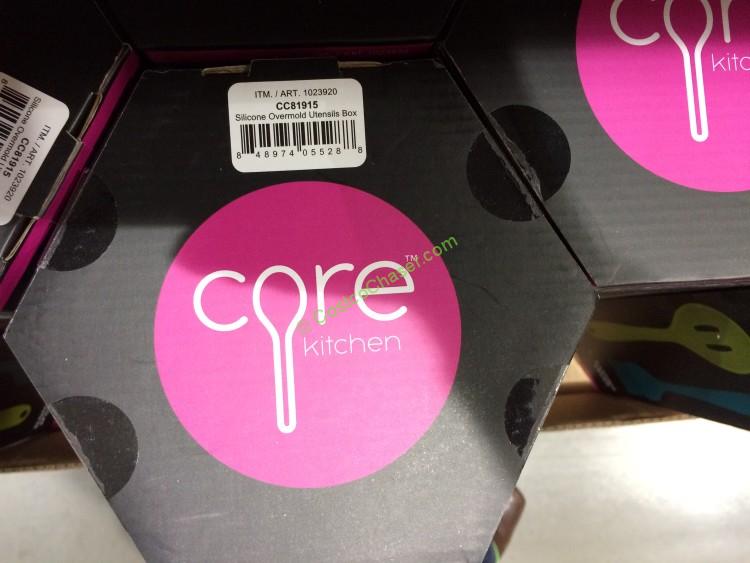 ITM. / ART. 1023920
CC81915
Silicone Overmold Utensils Box
8 48974 05528 8
core™
kitchen
© CostcoChaser.com
ITM. / ART. 1023920
CC81915
Silicone Overmold
core
kitc